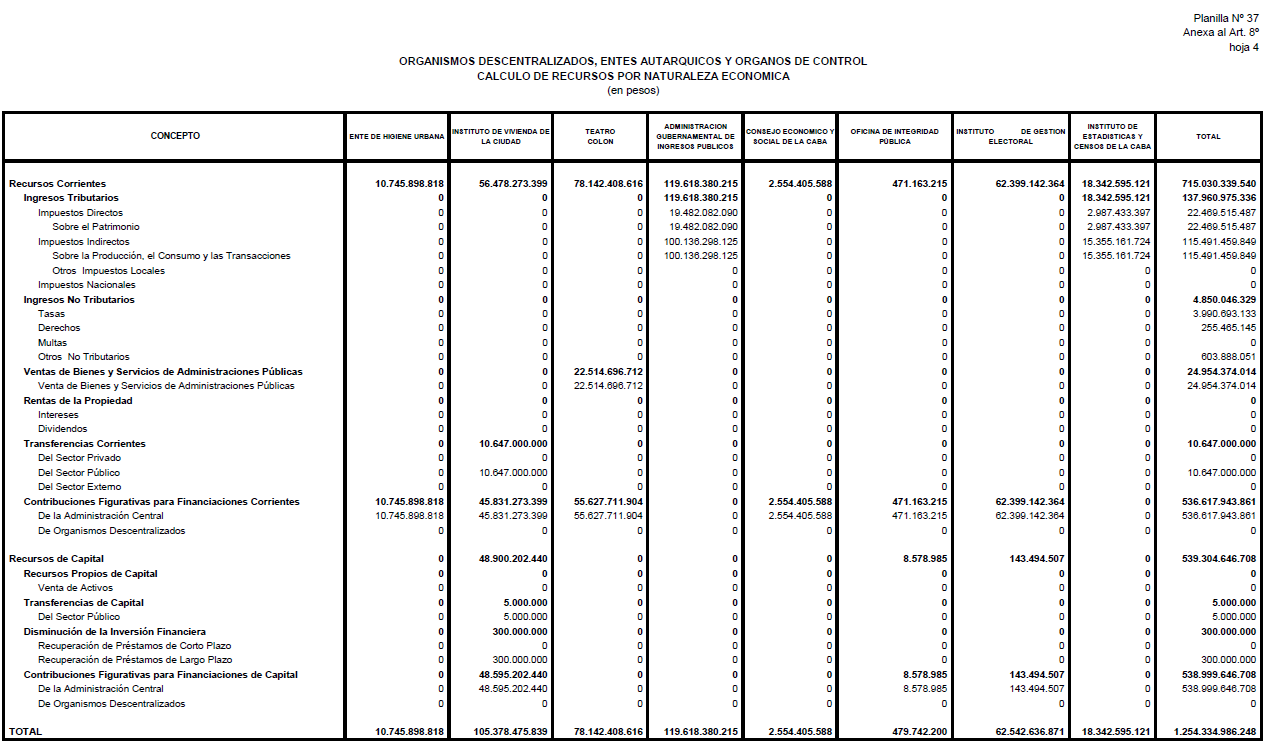 Planilla Nº 37
Anexa al Art. 8º
hoja 4
ORGANISMOS DESCENTRALIZADOS, ENTES AUTARQUICOS Y ORGANOS DE CONTROL
CALCULO DE RECURSOS POR NATURALEZA ECONOMICA
(en pesos)
CONCEPTO ENTE DE HIGIENE URBANA INSTITUTO DE VIVIENDA DE LA CIUDAD TEATRO COLON ADMINISTRACION GUBERNAMENTAL DE INGRESOS PUBLICOS CONSEJO ECONOMICO Y SOCIAL DE LA CABA OFICINA DE INTEGRIDAD PÚBLICA INSTITUTO DE GESTION ELECTORAL INSTITUTO DE ESTADISTICAS Y CENSOS DE LA CABA TOTAL
Recursos Corrientes 10.745.898.818 56.478.273.399 78.142.408.616 119.618.380.215 2.554.405.588 471.163.215 62.399.142.364 18.342.595.121 715.030.339.540
Ingresos Tributarios 0 0 0 119.618.380.215 0 0 0 18.342.595.121 137.960.975.336
Impuestos Directos 0 0 0 19.482.082.090 0 0 0 2.987.433.397 22.469.515.487
Sobre el Patrimonio 0 0 0 19.482.082.090 0 0 0 2.987.433.397 22.469.515.487
Impuestos Indirectos 0 0 0 100.136.298.125 0 0 0 15.355.161.724 115.491.459.849
Sobre la Producción, el Consumo y las Transacciones 0 0 0 100.136.298.125 0 0 0 15.355.161.724 115.491.459.849
Otros Impuestos Locales 0 0 0 0 0 0 0 0 0
Impuestos Nacionales 0 0 0 0 0 0 0 0 0
Ingresos No Tributarios 0 0 0 0 0 0 0 0 4.850.046.329
Tasas 0 0 0 0 0 0 0 0 3.990.693.133
Derechos 0 0 0 0 0 0 0 0 255.465.145
Multas 0 0 0 0 0 0 0 0 0
Otros No Tributarios 0 0 0 0 0 0 0 0 603.888.051
Ventas de Bienes y Servicios de Administraciones Públicas 0 0 22.514.696.712 0 0 0 0 0 24.954.374.014
Venta de Bienes y Servicios de Administraciones Públicas 0 0 22.514.696.712 0 0 0 0 0 24.954.374.014
Rentas de la Propiedad 0 0 0 0 0 0 0 0 0
Intereses 0 0 0 0 0 0 0 0 0
Dividendos 0 0 0 0 0 0 0 0 0
Transferencias Corrientes 0 10.647.000.000 0 0 0 0 0 0 10.647.000.000
Del Sector Privado 0 0 0 0 0 0 0 0 0
Del Sector Público 0 10.647.000.000 0 0 0 0 0 0 10.647.000.000
Del Sector Externo 0 0 0 0 0 0 0 0 0
Contribuciones Figurativas para Financiaciones Corrientes 10.745.898.818 45.831.273.399 55.627.711.904 0 2.554.405.588 471.163.215 62.399.142.364 0 536.617.943.861
De la Administración Central 10.745.898.818 45.831.273.399 55.627.711.904 0 2.554.405.588 471.163.215 62.399.142.364 0 536.617.943.861
De Organismos Descentralizados 0 0 0 0 0 0 0 0 0
Recursos de Capital 0 48.900.202.440 0 0 0 8.578.985 143.494.507 0 539.304.646.708
Recursos Propios de Capital 0 0 0 0 0 0 0 0 0
Venta de Activos 0 0 0 0 0 0 0 0 0
Transferencias de Capital 0 5.000.000 0 0 0 0 0 0 5.000.000
Del Sector Público 0 5.000.000 0 0 0 0 0 0 5.000.000
Disminución de la Inversión Financiera 0 300.000.000 0 0 0 0 0 0 300.000.000
Recuperación de Préstamos de Corto Plazo 0 0 0 0 0 0 0 0 0
Recuperación de Préstamos de Largo Plazo 0 300.000.000 0 0 0 0 0 0 300.000.000
Contribuciones Figurativas para Financiaciones de Capital 0 48.595.202.440 0 0 0 8.578.985 143.494.507 0 538.999.646.708
De la Administración Central 0 48.595.202.440 0 0 0 8.578.985 143.494.507 0 538.999.646.708
De Organismos Descentralizados 0 0 0 0 0 0 0 0 0
TOTAL 10.745.898.818 105.378.475.839 78.142.408.616 119.618.380.215 2.554.405.588 479.742.200 62.542.636.871 18.342.595.121 1.254.334.986.248